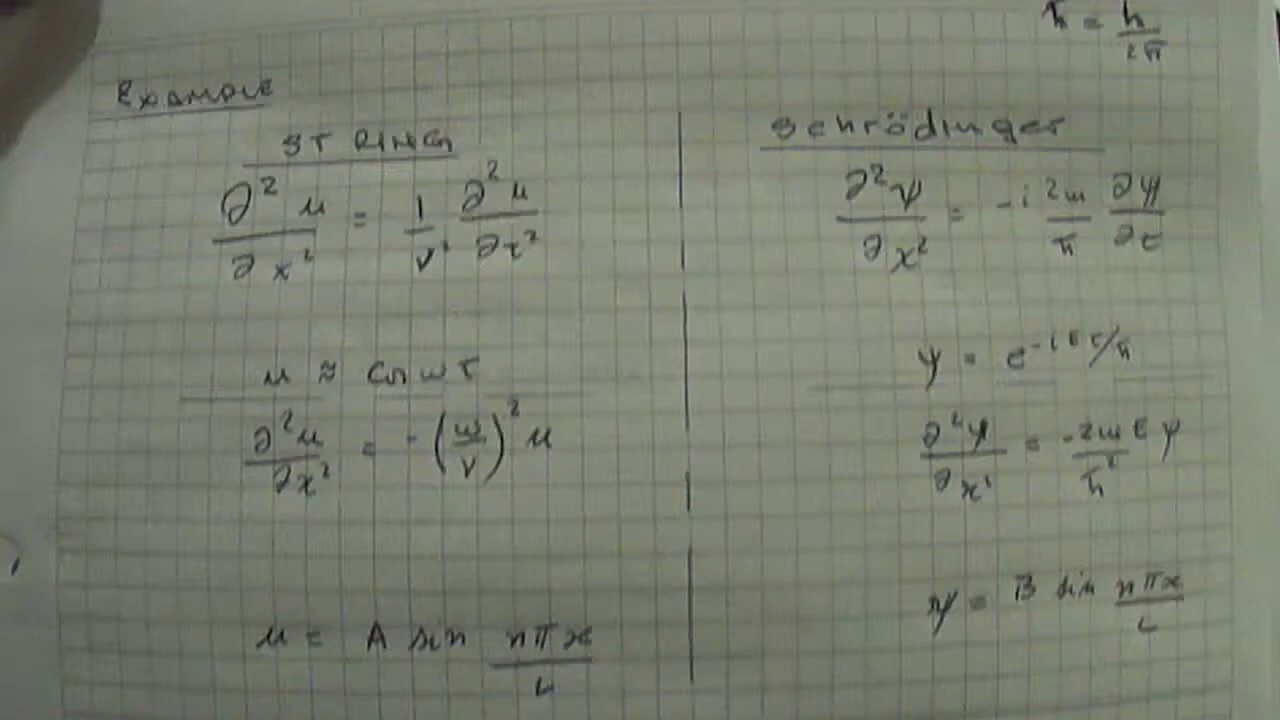 ħ = h/2π
Example
STRING
∂²u/∂x² = 1/v² ∂²u/∂t²
u ≈ cos wt
∂²u/∂x² = -(w/v)² u
u = A sin nπx/L
Schrödinger
∂²ψ/∂x² = -i 2m/ħ ∂ψ/∂t
ψ = e^-iEt/ħ
∂²ψ/∂x² = -2mE/ħ² ψ
ψ = B sin nπx/L